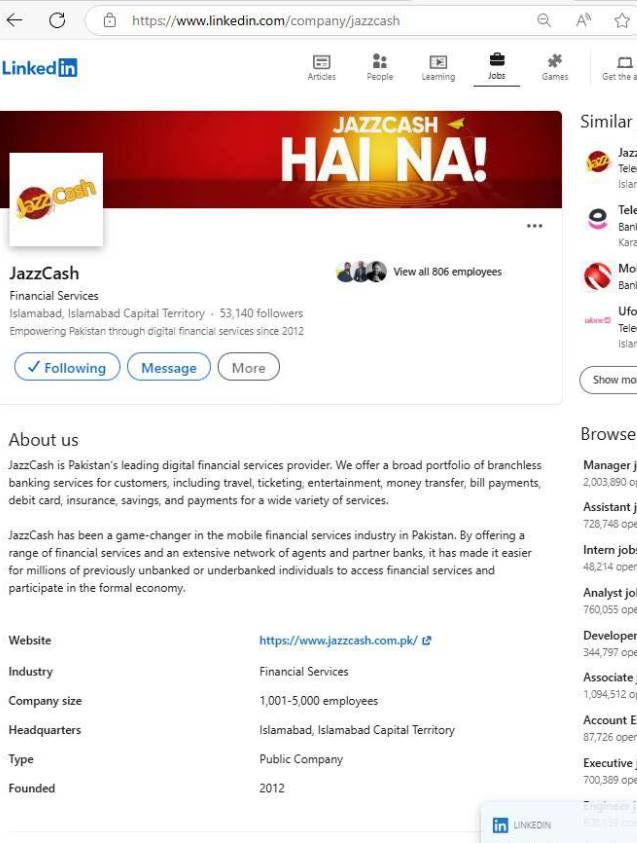 https://www.linkedin.com/company/jazzcash
Linked in
Articles
People
Learning
Jobs
Games
Get the a
JAZZCASH
HAI NA!
JazzCash
JazzCash
View all 806 employees
Financial Services
Islamabad, Islamabad Capital Territory · 53,140 followers
Empowering Pakistan through digital financial services since 2012
✓ Following
Message
More
About us
JazzCash is Pakistan's leading digital financial services provider. We offer a broad portfolio of branchless
banking services for customers, including travel, ticketing, entertainment, money transfer, bill payments,
debit card, insurance, savings, and payments for a wide variety of services.
JazzCash has been a game-changer in the mobile financial services industry in Pakistan. By offering a
range of financial services and an extensive network of agents and partner banks, it has made it easier
for millions of previously unbanked or underbanked individuals to access financial services and
participate in the formal economy.
Website
https://www.jazzcash.com.pk/
Industry
Financial Services
Company size
1,001-5,000 employees
Headquarters
Islamabad, Islamabad Capital Territory
Type
Public Company
Founded
2012
Similar
Jazz
Tele
Islar
Tele
Bank
Kara
Mo
Bank
Ufo
Tele
Islar
Show mo
Browse
Manager j
2,003,890 op
Assistant j
728,748 ope
Intern jobs
48,214 oper
Analyst jo
760,055 ope
Developer
344,797 ope
Associate
1,094,512 o
Account E
87,726 oper
Executive j
700,389 ope
Engineer j
in LINKEDIN